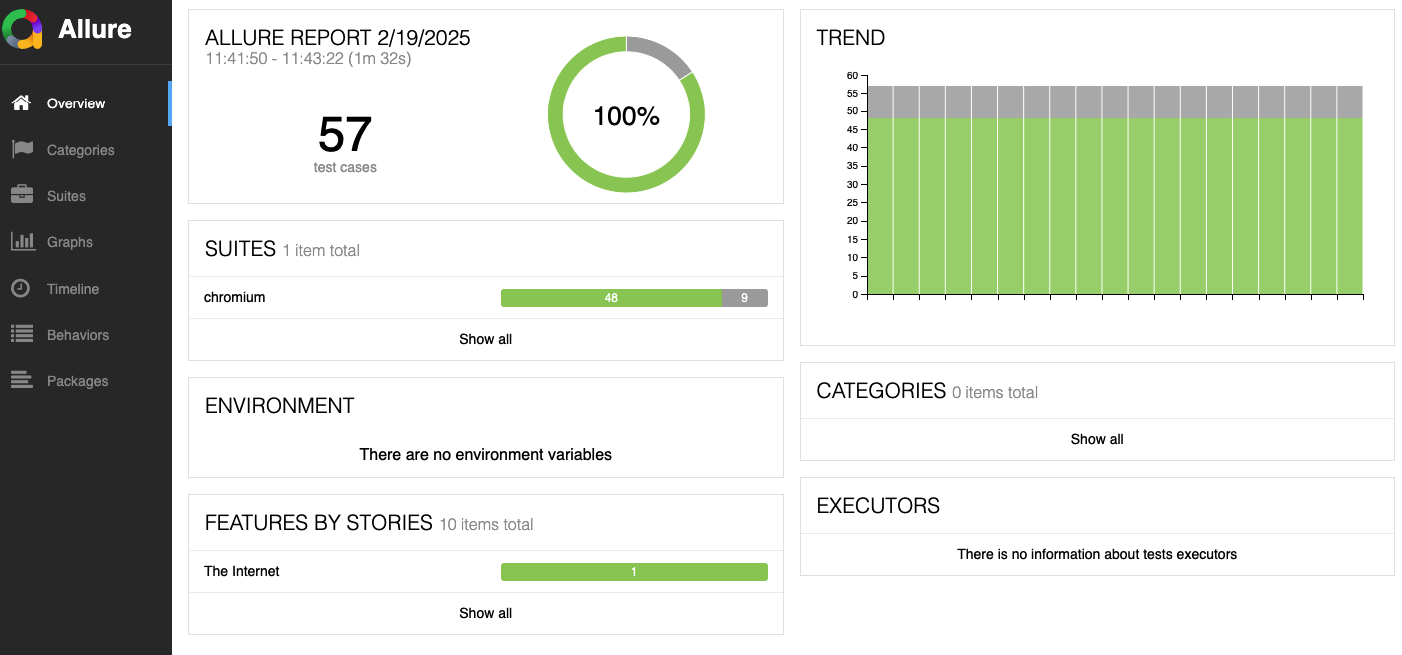 Allure
Overview
Categories
Suites
Graphs
Timeline
Behaviors
Packages
ALLURE REPORT 2/19/2025
11:41:50 - 11:43:22 (1m 32s)
57
test cases
100%
SUITES 1 item total
chromium 48 9
Show all
ENVIRONMENT
There are no environment variables
FEATURES BY STORIES 10 items total
The Internet 1
Show all
TREND
60
55
50
45
40
35
30
25
20
15
10
5
0
CATEGORIES 0 items total
Show all
EXECUTORS
There is no information about tests executors